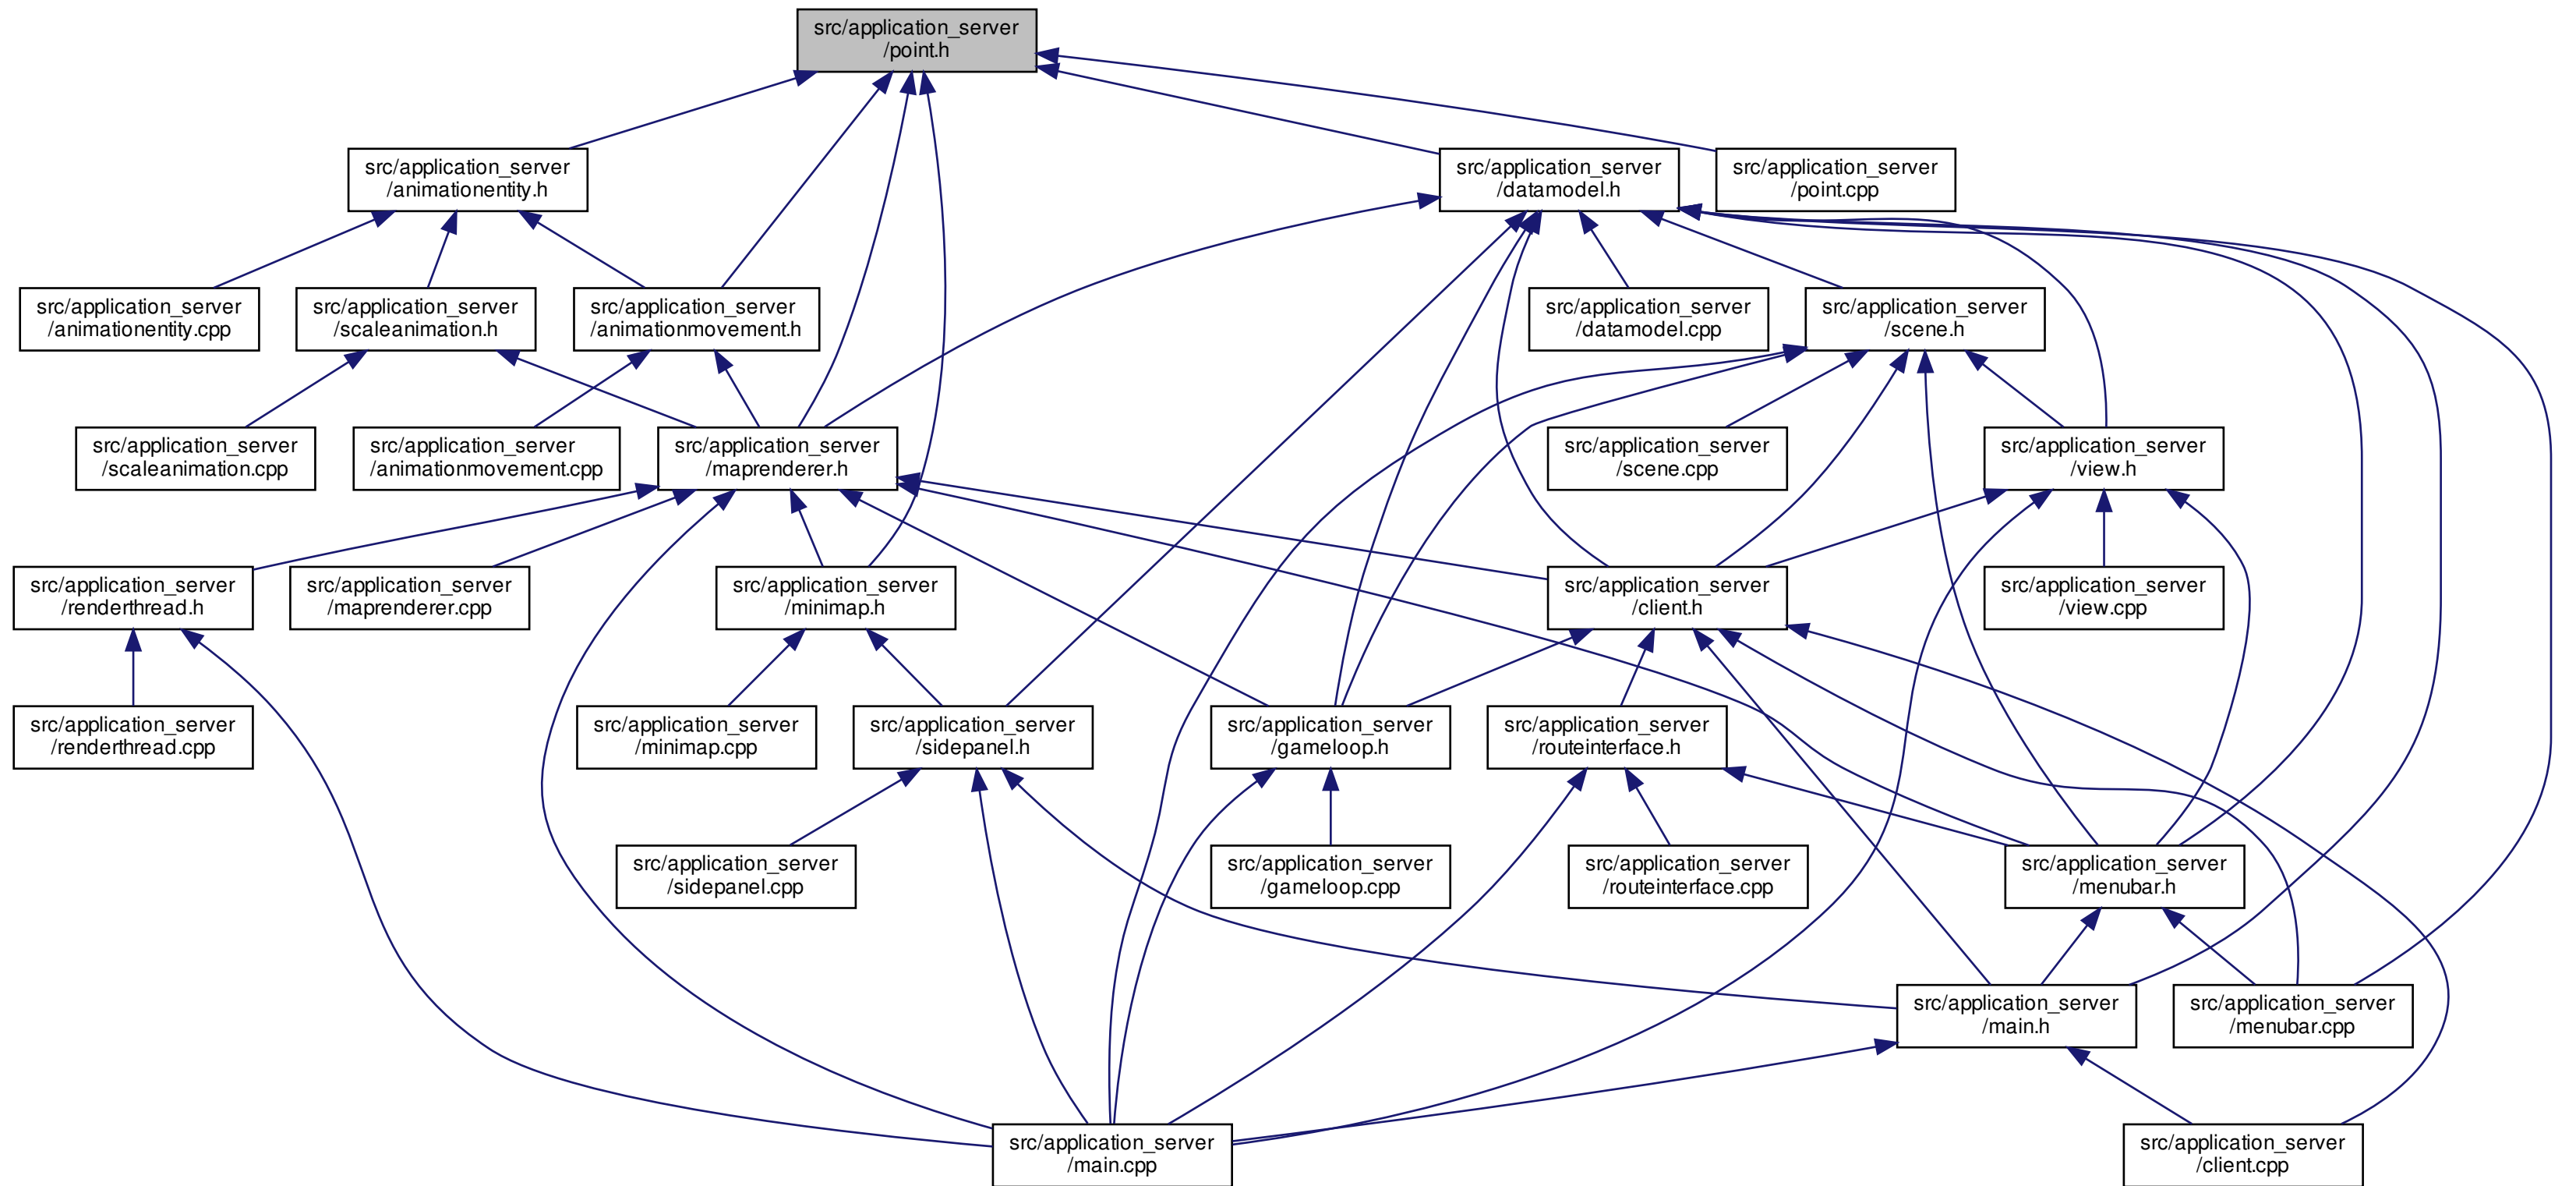 src/application_server
/point.h
src/application_server
/animationentity.h
src/application_server
/datamodel.h
src/application_server
/point.cpp
src/application_server
/animationentity.cpp
src/application_server
/scaleanimation.h
src/application_server
/animationmovement.h
src/application_server
/datamodel.cpp
src/application_server
/scene.h
src/application_server
/scaleanimation.cpp
src/application_server
/animationmovement.cpp
src/application_server
/maprenderer.h
src/application_server
/scene.cpp
src/application_server
/view.h
src/application_server
/renderthread.h
src/application_server
/maprenderer.cpp
src/application_server
/minimap.h
src/application_server
/client.h
src/application_server
/view.cpp
src/application_server
/renderthread.cpp
src/application_server
/minimap.cpp
src/application_server
/sidepanel.h
src/application_server
/gameloop.h
src/application_server
/routeinterface.h
src/application_server
/sidepanel.cpp
src/application_server
/gameloop.cpp
src/application_server
/routeinterface.cpp
src/application_server
/menubar.h
src/application_server
/main.h
src/application_server
/menubar.cpp
src/application_server
/main.cpp
src/application_server
/client.cpp